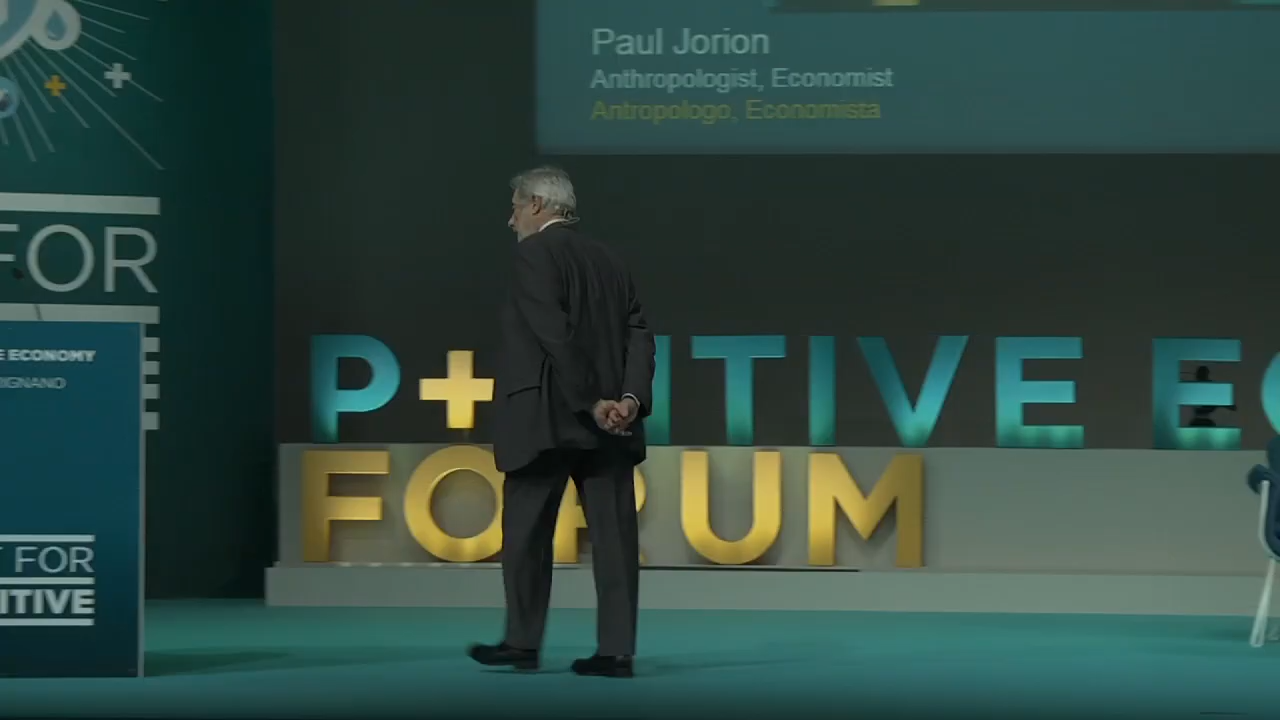 Paul Jorion
Anthropologist, Economist
Antropologo, Economista
FOR
P+ ITIVE E
FORUM
ECONOMY
FOR
ITIVE